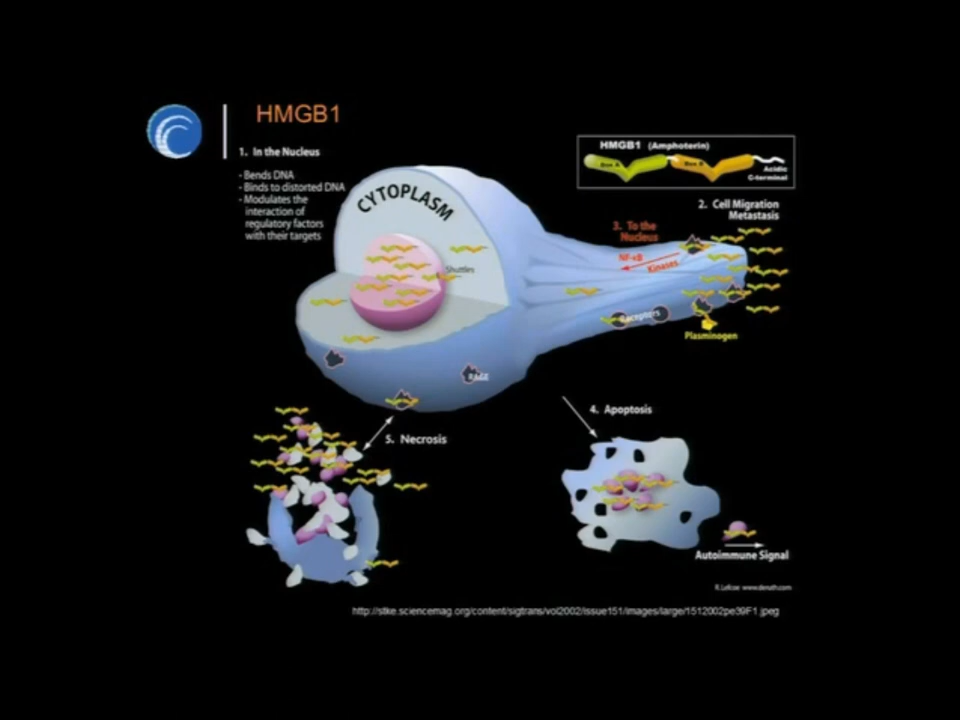 HMGB1
1. In the Nucleus
- Bends DNA
- Binds to distorted DNA
- Modulates the
interaction of
regulatory factors
with their targets
HMGB1 (Amphoterin)
Box A
Box B
Acidic
C-terminal
CYTOPLASM
Shuttles
2. Cell Migration
Metastasis
3. To the
Nucleus
NF-κB
Kinases
Receptors
Plasminogen
RAGE
4. Apoptosis
5. Necrosis
Autoimmune Signal
http://stke.sciencemag.org/content/sigtrans/vol2002/issue151/images/large/1512002pe39F1.jpeg